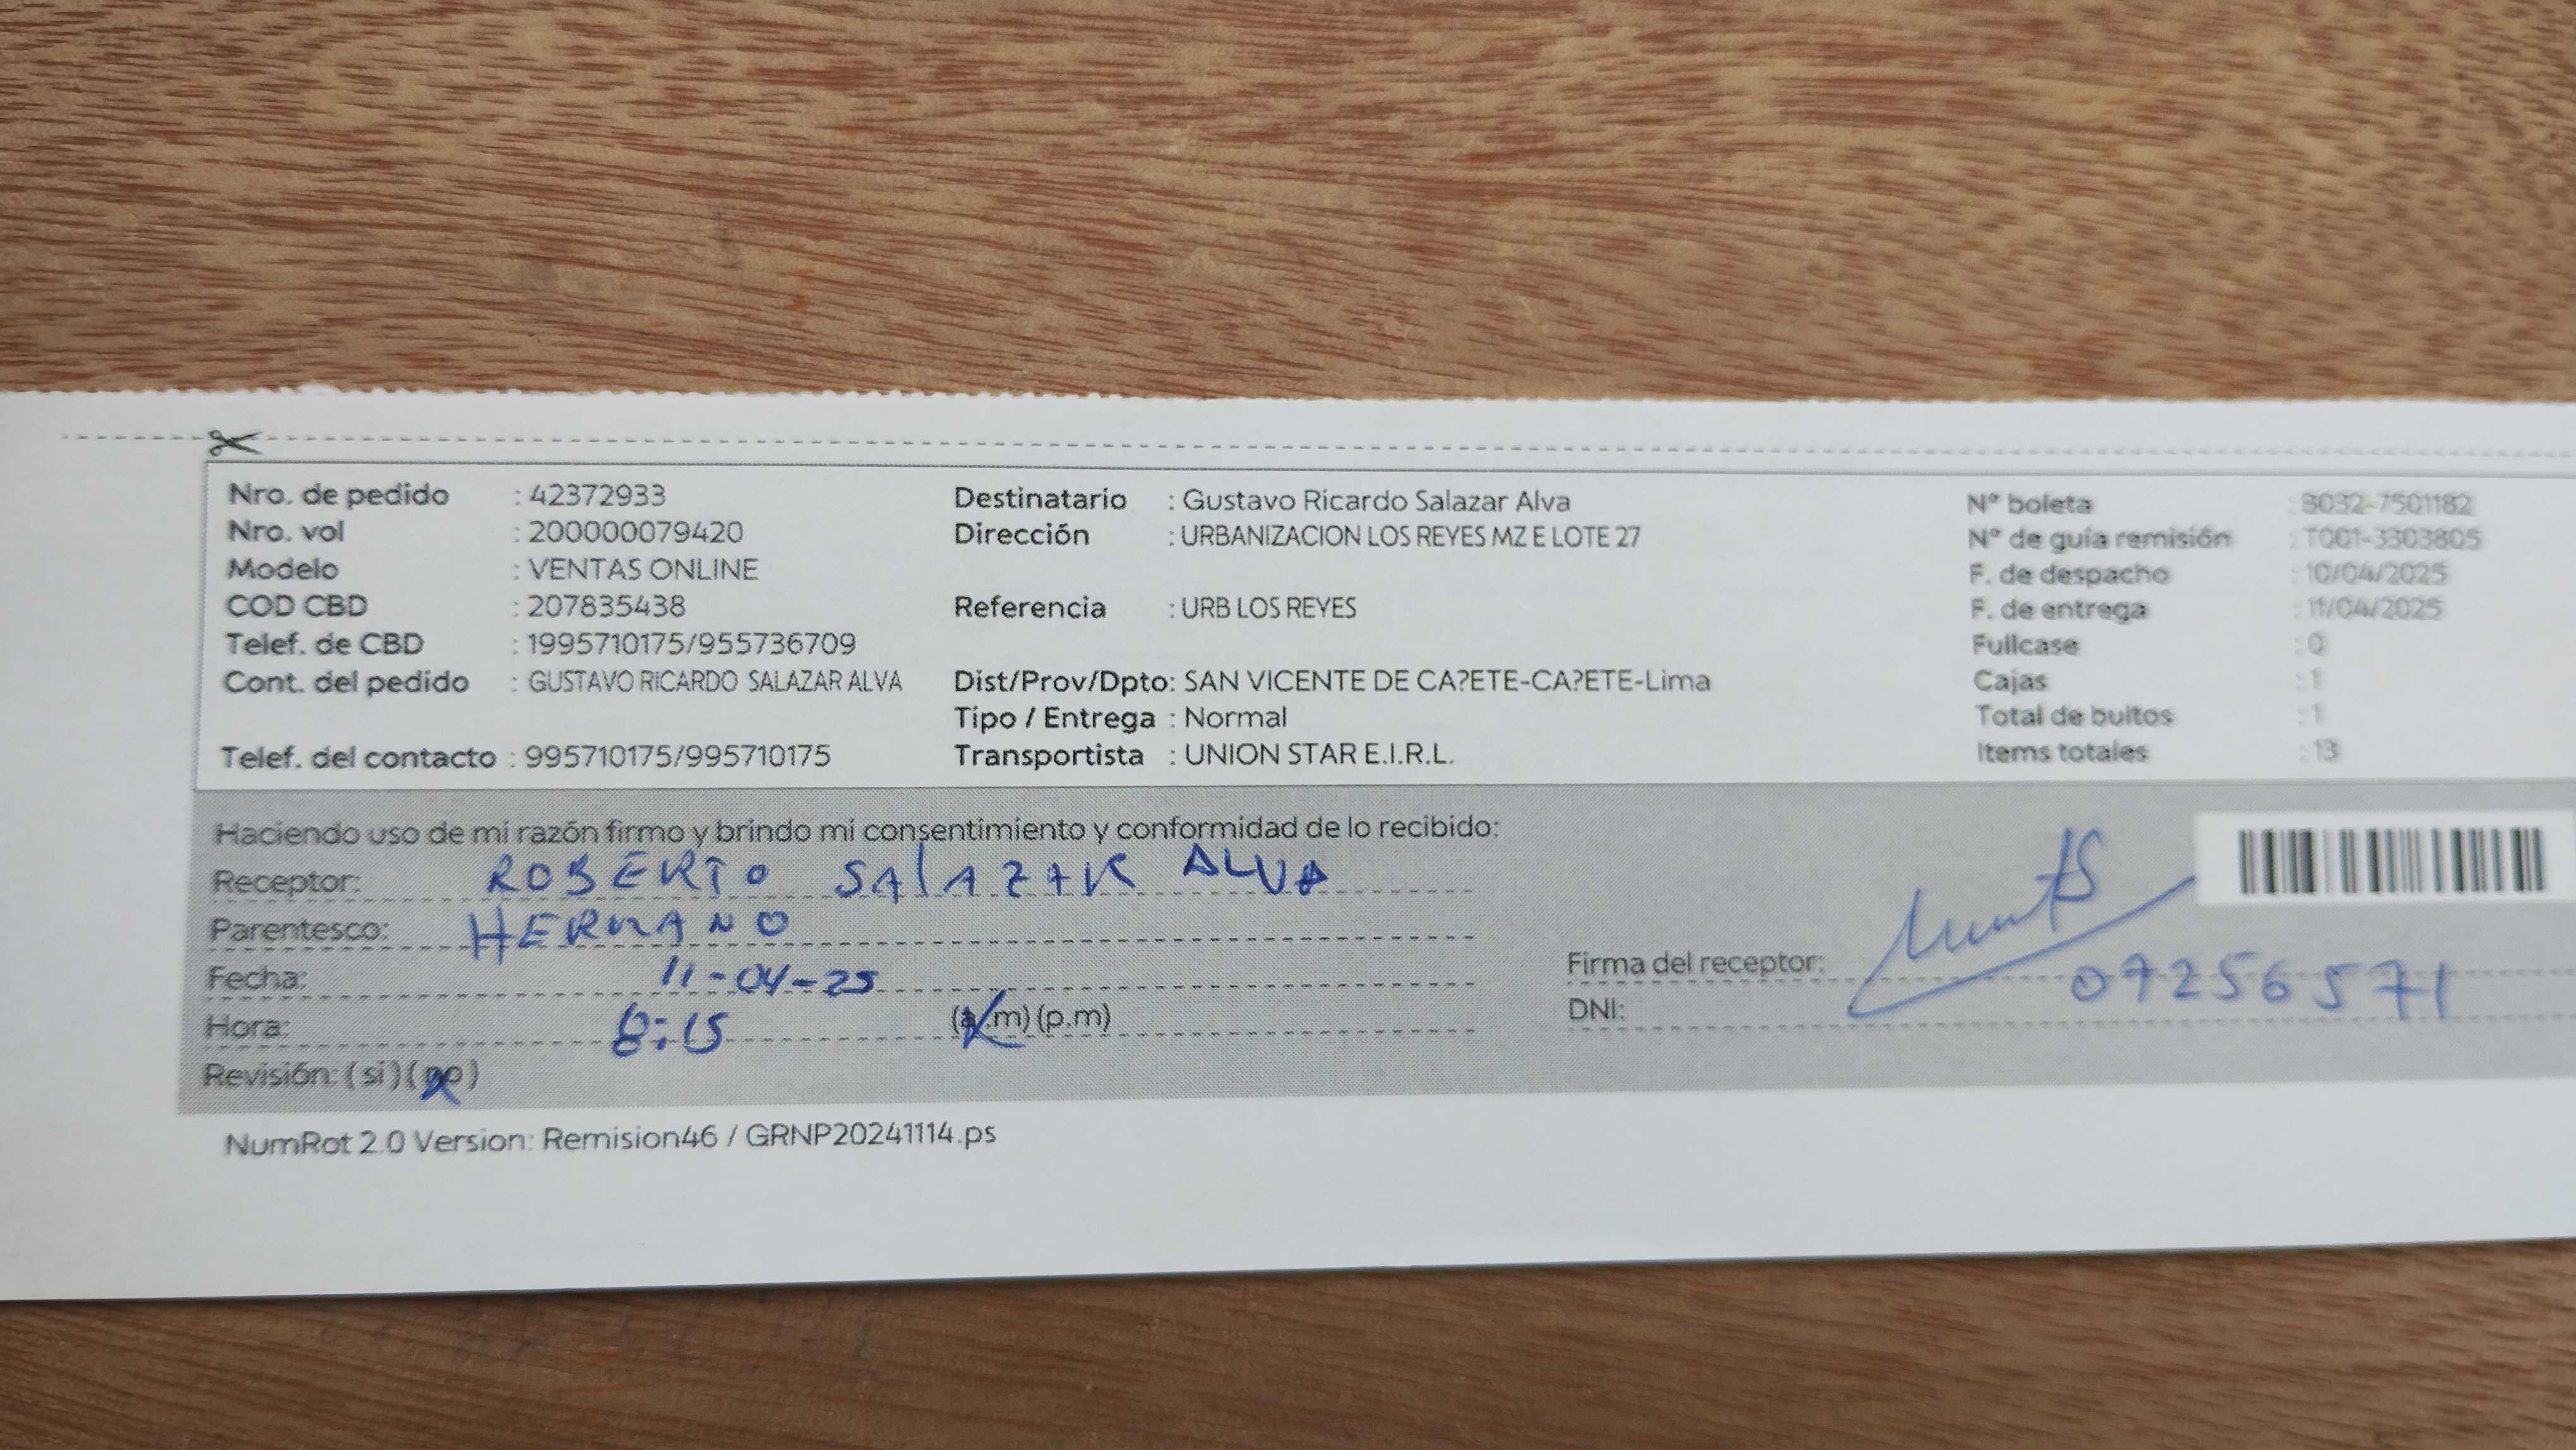 Nro. de pedido : 42372933
Nro. vol : 200000079420
Modelo : VENTAS ONLINE
COD CBD : 207835438
Telef. de CBD : 1995710175/955736709
Cont. del pedido : GUSTAVO RICARDO SALAZAR ALVA
Telef. del contacto : 995710175/995710175
Destinatario : Gustavo Ricardo Salazar Alva
Dirección : URBANIZACION LOS REYES MZ E LOTE 27
Referencia : URB LOS REYES
Dist/Prov/Dpto: SAN VICENTE DE CA?ETE-CA?ETE-Lima
Tipo / Entrega : Normal
Transportista : UNION STAR E.I.R.L.
N° boleta : B032-7501182
N° de guía remisión : T001-3303805
F. de despacho : 10/04/2025
F. de entrega : 11/04/2025
Fullcase : 0
Cajas : 1
Total de bultos : 1
Items totales : 13
Haciendo uso de mi razón firmo y brindo mi consentimiento y conformidad de lo recibido:
Receptor: ROBERTO SALAZAR ALVA
Parentesco: HERMANO
Fecha: 11-04-25
Hora: 8:15 (a.m) (p.m)
Revisión: (si) (no)
Firma del receptor:
DNI: 07256571
NumRot 2.0 Version: Remision46 / GRNP20241114.ps